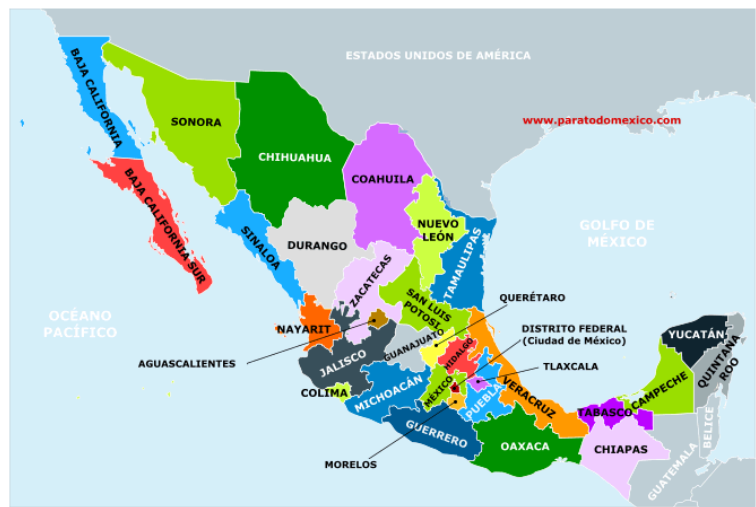 ESTADOS UNIDOS DE AMÉRICA
www.paratodomexico.com
BAJA CALIFORNIA
SONORA
CHIHUAHUA
COAHUILA
BAJA CALIFORNIA SUR
NUEVO
LEÓN
TAMAULIPAS
GOLFO DE
MÉXICO
SINALOA
DURANGO
ZACATECAS
SAN LUIS
POTOSI
QUERÉTARO
OCÉANO
PACÍFICO
NAYARIT
DISTRITO FEDERAL
(Ciudad de México)
YUCATÁN
QUINTANA
ROO
AGUASCALIENTES
JALISCO
GUANAJUATO
HIDALGO
TLAXCALA
CAMPECHE
COLIMA
MICHOACÁN
MÉXICO
PUEBLA
VERACRUZ
TABASCO
BELICE
GUERRERO
OAXACA
CHIAPAS
GUATEMALA
MORELOS